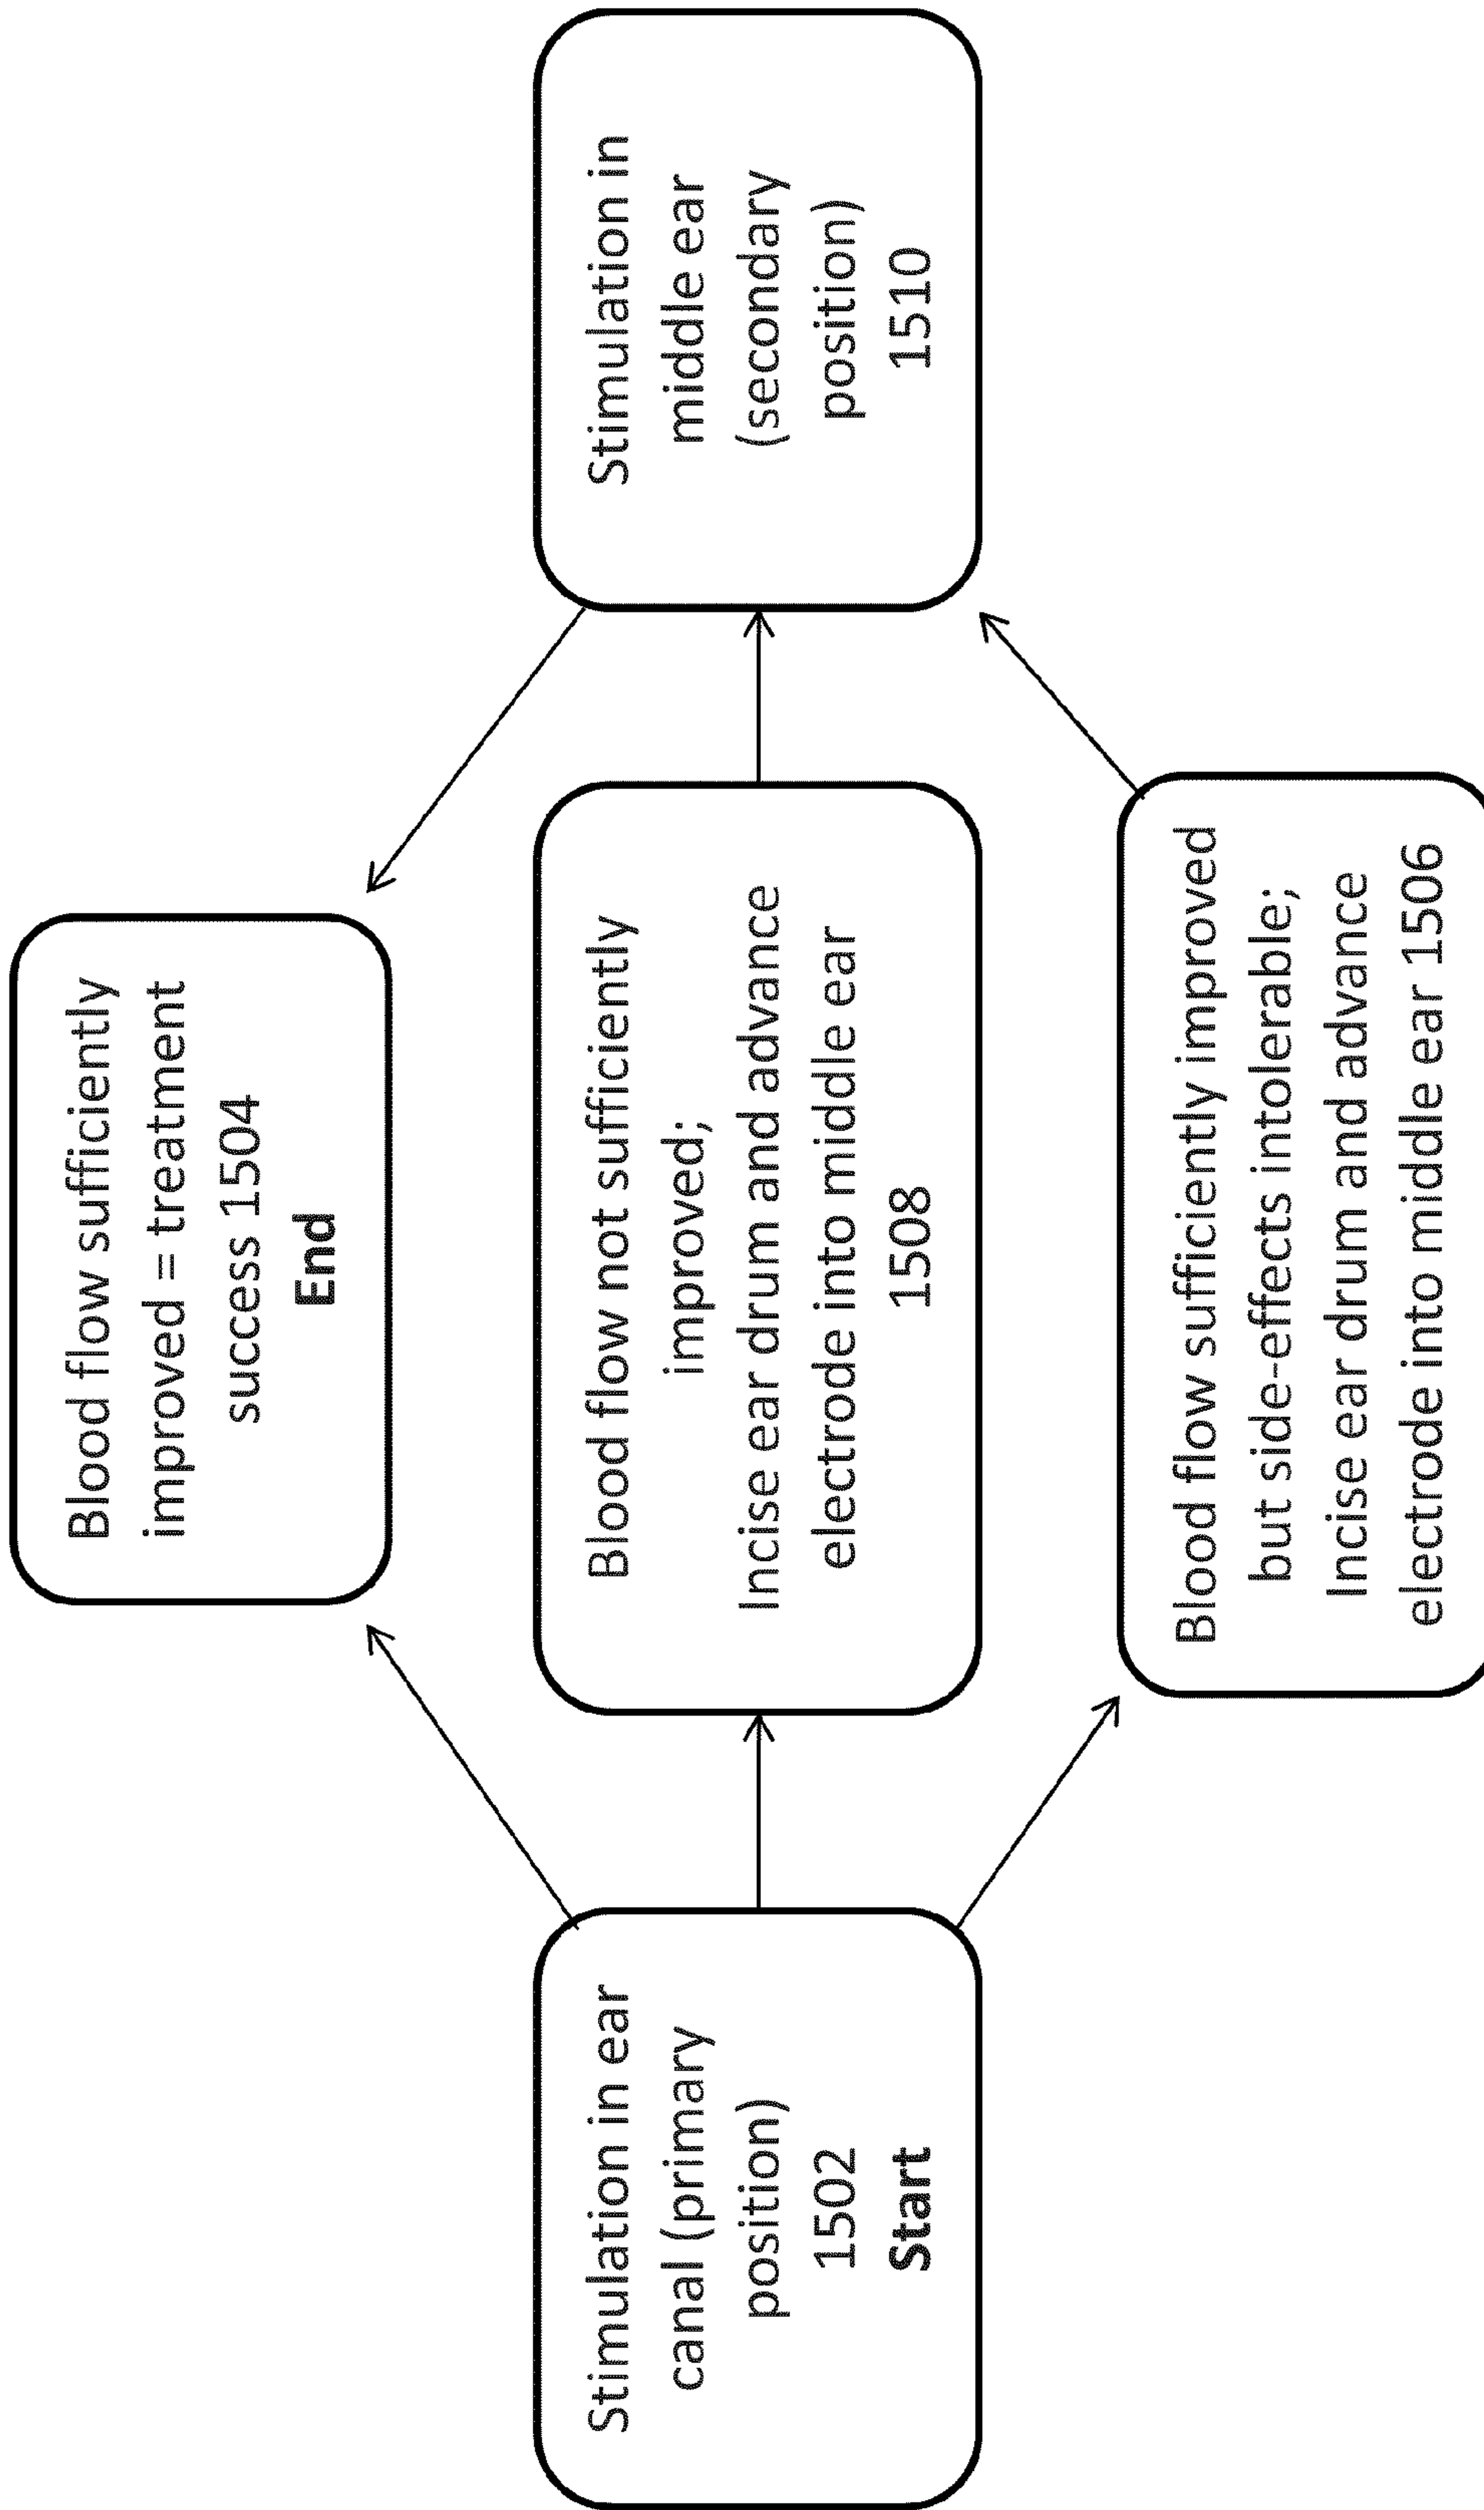 Stimulation in ear
canal (primary
position)
1502
Start
Blood flow sufficiently
improved = treatment
success 1504
End
Blood flow not sufficiently
improved;
Incise ear drum and advance
electrode into middle ear
1508
Blood flow sufficiently improved
but side-effects intolerable;
Incise ear drum and advance
electrode into middle ear 1506
Stimulation in
middle ear
(secondary
position)
1510